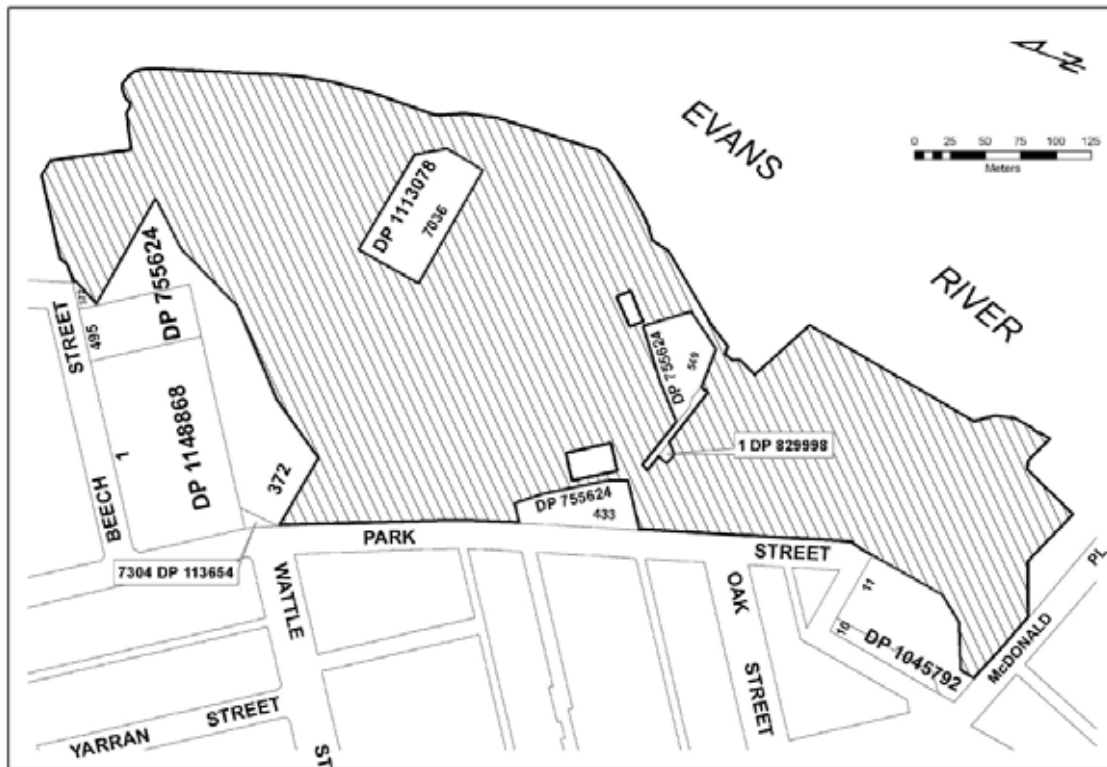 N
EVANS
RIVER
0 25 50 75 100 125
Meters
DP 1113078
7036
DP 755624
495
STREET
BEECH
1
DP 1148868
372
DP 755624
569
1 DP 829998
DP 755624
433
PARK
STREET
7304 DP 113654
WATTLE
ST
OAK
STREET
11
10
DP 1045792
McDONALD
PL
YARRAN
STREET